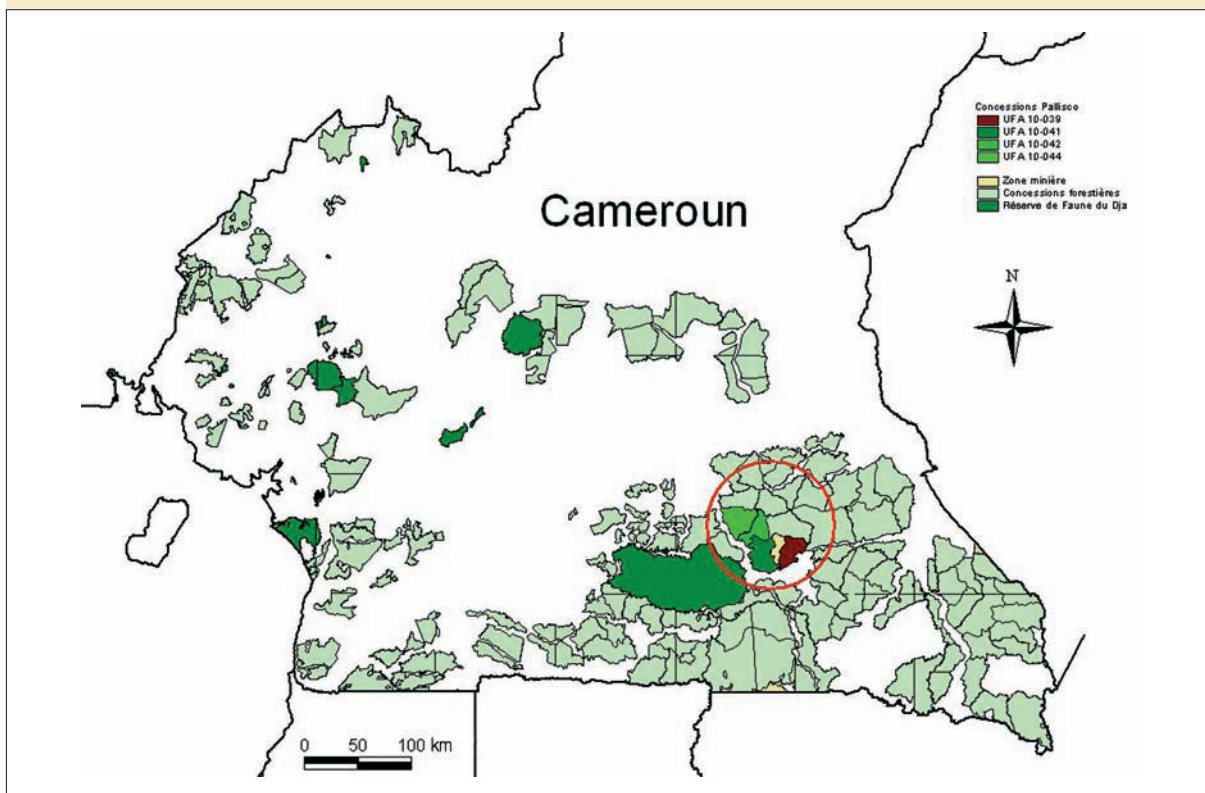 Concessions Pallisco
UFA 10-039
UFA 10-041
UFA 10-042
UFA 10-044
Zone minière
Concessions forestières
Réserve de Faune du Dja
Cameroun
N
0 50 100 km